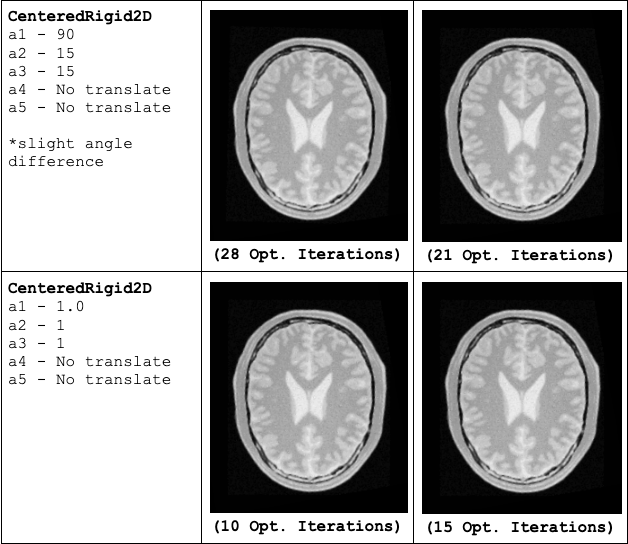 CenteredRigid2D
a1 - 90
a2 - 15
a3 - 15
a4 - No translate
a5 - No translate
*slight angle
difference
(28 Opt. Iterations)
(21 Opt. Iterations)
CenteredRigid2D
a1 - 1.0
a2 - 1
a3 - 1
a4 - No translate
a5 - No translate
(10 Opt. Iterations)
(15 Opt. Iterations)